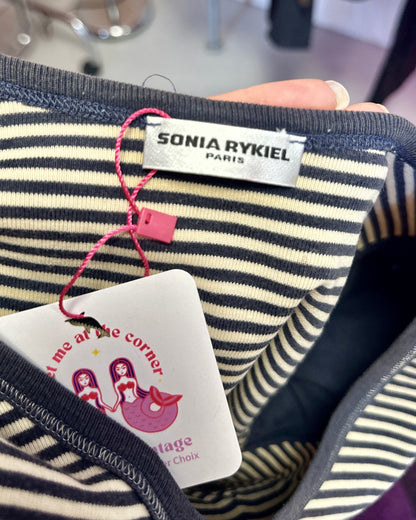 SONIA RYKIEL
PARIS
me at the corner
Choix